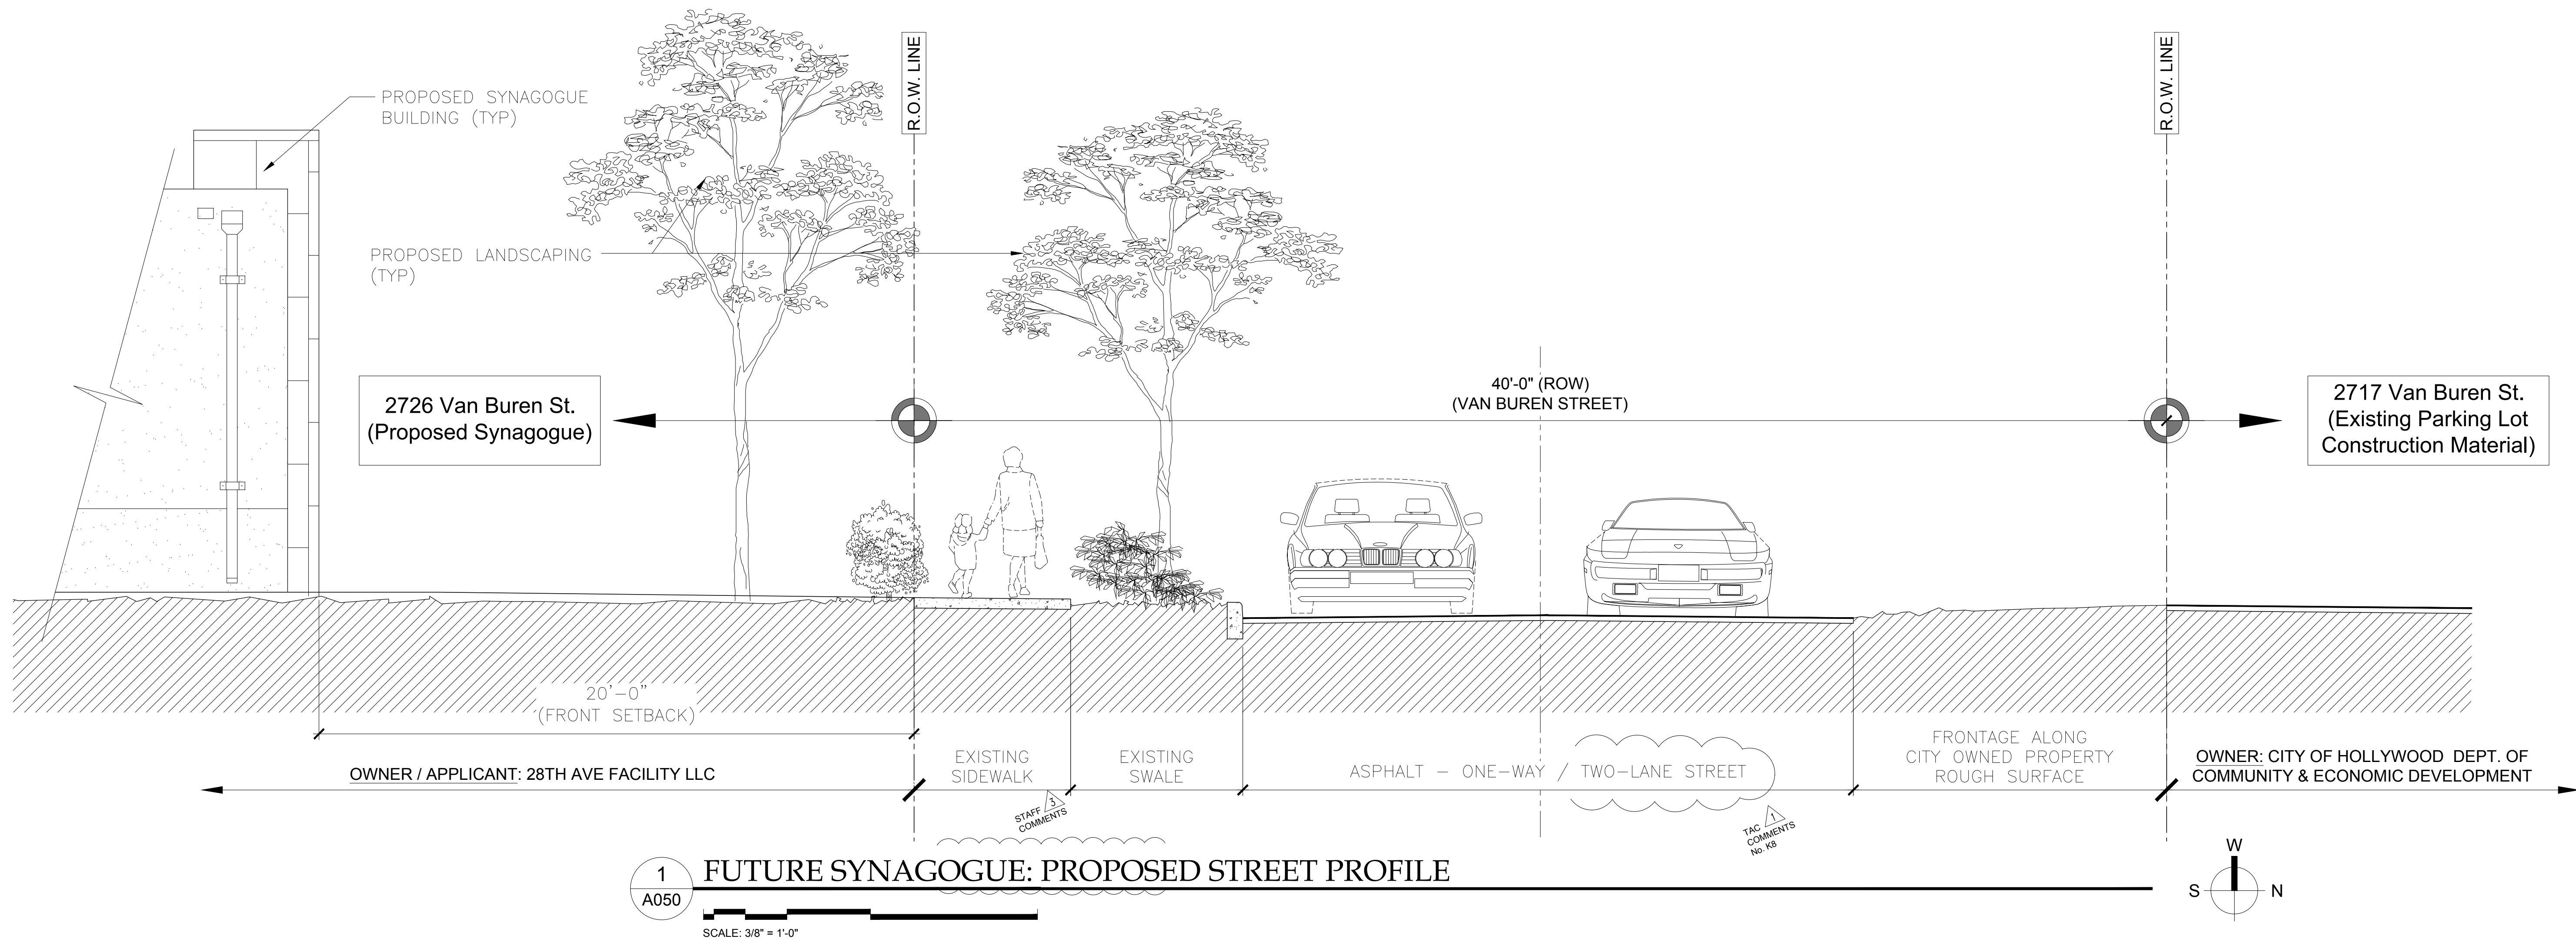 PROPOSED SYNAGOGUE
BUILDING (TYP)
R.O.W. LINE
R.O.W. LINE
PROPOSED LANDSCAPING
(TYP)
2726 Van Buren St.
(Proposed Synagogue)
40'-0" (ROW)
(VAN BUREN STREET)
2717 Van Buren St.
(Existing Parking Lot
Construction Material)
20'-0"
(FRONT SETBACK)
OWNER / APPLICANT: 28TH AVE FACILITY LLC
EXISTING
SIDEWALK
EXISTING
SWALE
ASPHALT - ONE-WAY / TWO-LANE STREET
FRONTAGE ALONG
CITY OWNED PROPERTY
ROUGH SURFACE
OWNER: CITY OF HOLLYWOOD DEPT. OF
COMMUNITY & ECONOMIC DEVELOPMENT
STAFF 3
COMMENTS
TAC 1
COMMENTS
No. K8
1
A050
FUTURE SYNAGOGUE: PROPOSED STREET PROFILE
SCALE: 3/8" = 1'-0"
W
S
N